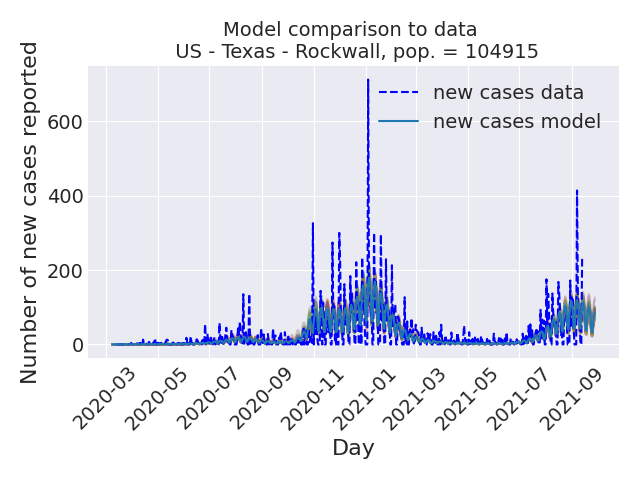 Model comparison to data
US - Texas - Rockwall, pop. = 104915
Number of new cases reported
600
400
200
0
new cases data
new cases model
2020-03
2020-05
2020-07
2020-09
2020-11
2021-01
2021-03
2021-05
2021-07
2021-09
Day